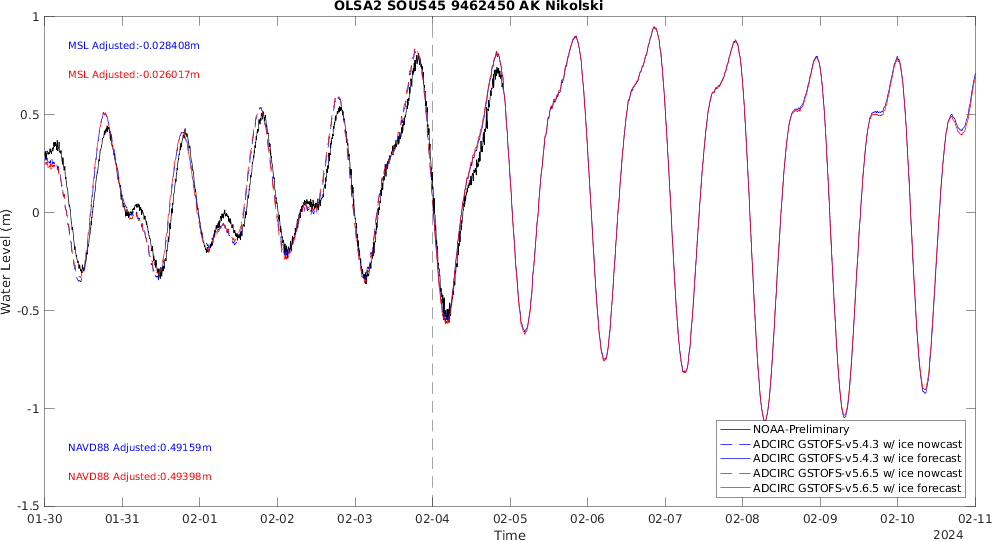 OLSA2 SOUS45 9462450 AK Nikolski
MSL Adjusted:-0.028408m
MSL Adjusted:-0.026017m
NAVD88 Adjusted:0.49159m
NAVD88 Adjusted:0.49398m
Water Level (m)
1
0.5
0
-0.5
-1
-1.5
NOAA-Preliminary
ADCIRC GSTOFS-v5.4.3 w/ ice nowcast
ADCIRC GSTOFS-v5.4.3 w/ ice forecast
ADCIRC GSTOFS-v5.6.5 w/ ice nowcast
ADCIRC GSTOFS-v5.6.5 w/ ice forecast
01-30 01-31 02-01 02-02 02-03 02-04 02-05 02-06 02-07 02-08 02-09 02-10 02-11
Time
2024